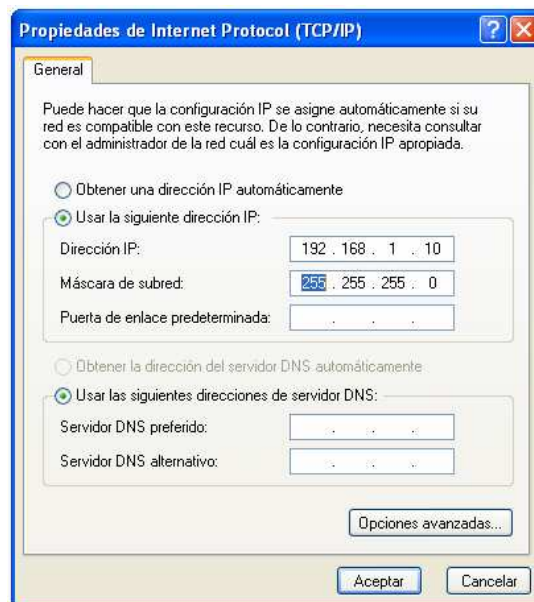 Propiedades de Internet Protocol (TCP/IP)
General
Puede hacer que la configuración IP se asigne automáticamente si su
red es compatible con este recurso. De lo contrario, necesita consultar
con el administrador de la red cuál es la configuración IP apropiada.
Obtener una dirección IP automáticamente
Usar la siguiente dirección IP:
Dirección IP: 192 . 168 . 1 . 10
Máscara de subred: 255 . 255 . 255 . 0
Puerta de enlace predeterminada: . . .
Obtener la dirección del servidor DNS automáticamente
Usar las siguientes direcciones de servidor DNS:
Servidor DNS preferido: . . .
Servidor DNS alternativo: . . .
Opciones avanzadas...
Aceptar Cancelar